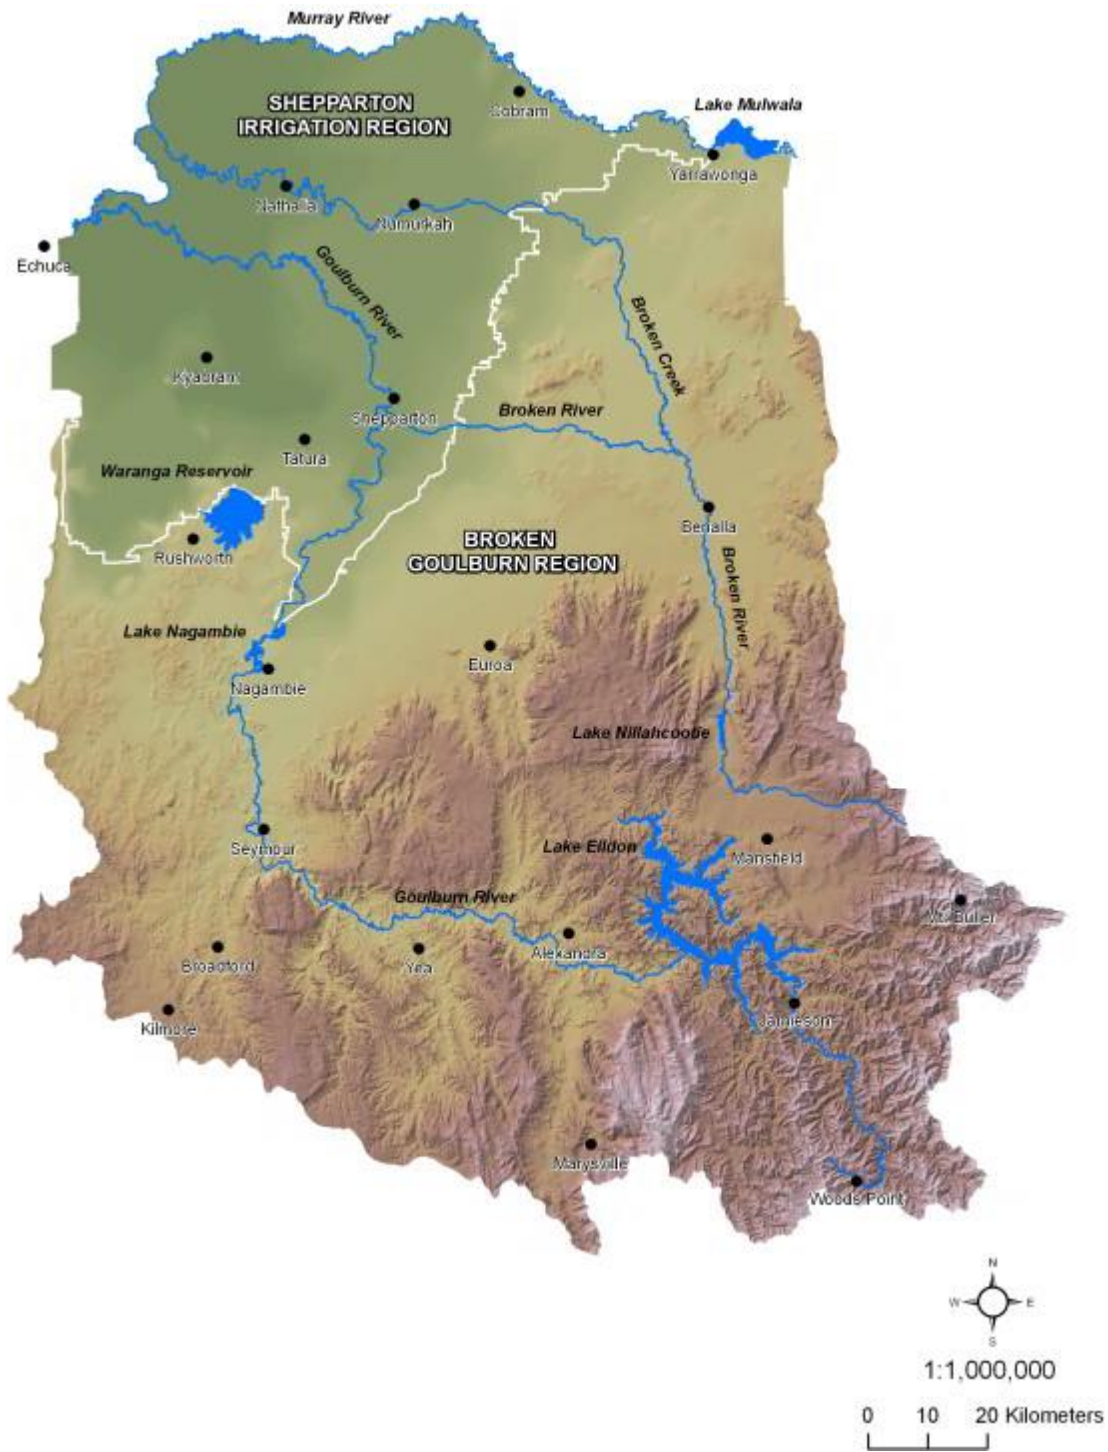 Murray River
SHEPPARTON
IRRIGATION REGION
Cobram
Lake Mulwala
Yarrawonga
Nathalia
Numurkah
Echuca
Goulburn River
Broken Creek
Kyabram
Shepparton
Broken River
Tatura
Waranga Reservoir
Benalla
Rushworth
BROKEN
GOULBURN REGION
Broken River
Lake Nagambie
Euroa
Nagambie
Lake Nillahcootie
Seymour
Lake Elldon
Mansfield
Goulburn River
Mt. Buller
Alexandra
Broadford
Yea
Jamieson
Kilmore
Marysville
Woods Point
N
W
E
S
1:1,000,000
0 10 20 Kilometers